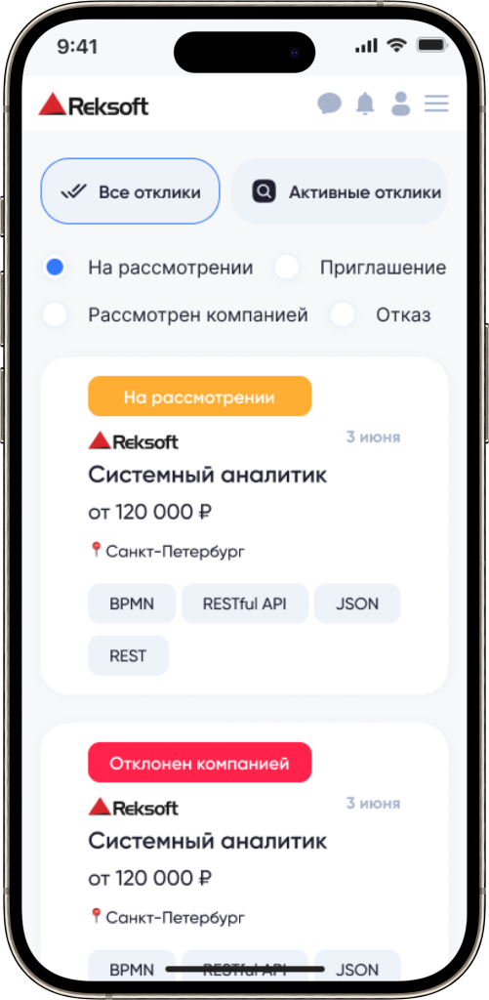 9:41
Reksoft
Все отклики
Активные отклики
На рассмотрении
Приглашение
Рассмотрен компанией
Отказ
На рассмотрении
Reksoft
3 июня
Системный аналитик
от 120 000 ₽
Санкт-Петербург
BPMN
RESTful API
JSON
REST
Отклонен компанией
Reksoft
3 июня
Системный аналитик
от 120 000 ₽
Санкт-Петербург
BPMN
RESTful API
JSON